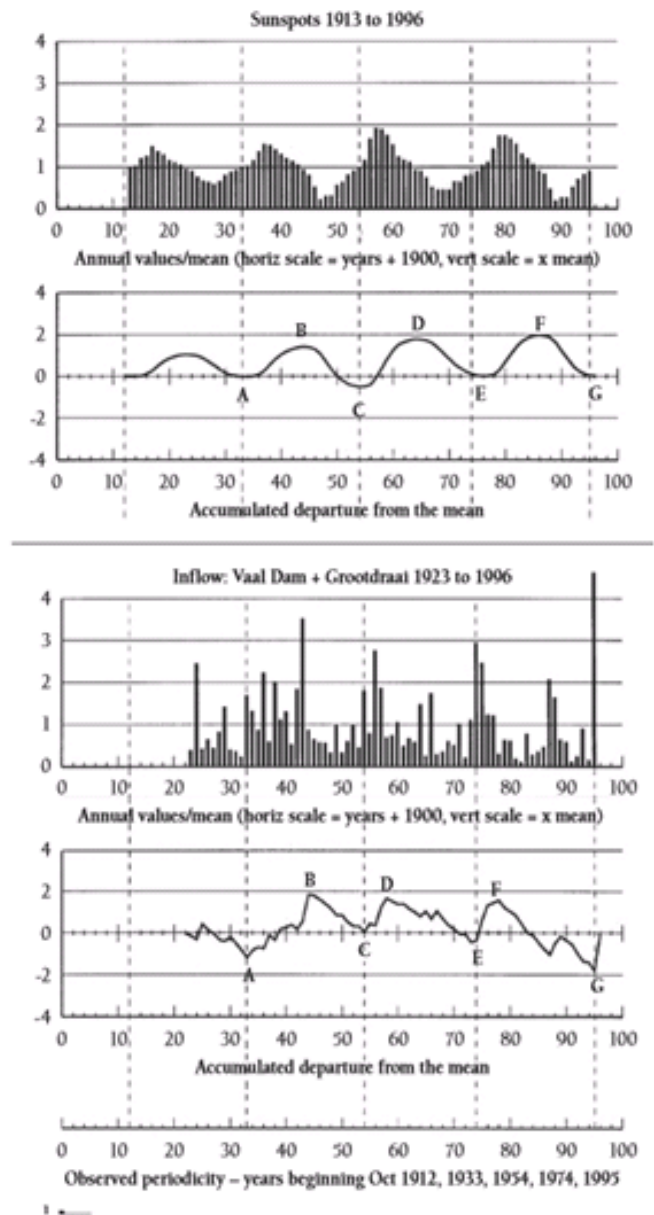 Sunspots 1913 to 1996
4
3
2
1
0
0 10 20 30 40 50 60 70 80 90 100
Annual values/mean (horiz scale = years + 1900, vert scale = x mean)
4
2
0
-2
-4
B D F
A C E G
0 10 20 30 40 50 60 70 80 90 100
Accumulated departure from the mean
Inflow: Vaal Dam + Grootdraai 1923 to 1996
4
3
2
1
0
0 10 20 30 40 50 60 70 80 90 100
Annual values/mean (horiz scale = years + 1900, vert scale = x mean)
4
2
0
-2
-4
B D F
A C E G
0 10 20 30 40 50 60 70 80 90 100
Accumulated departure from the mean
0 10 20 30 40 50 60 70 80 90 100
Observed periodicity – years beginning Oct 1912, 1933, 1954, 1974, 1995
1